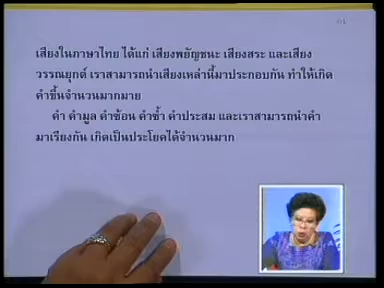 เสียงในภาษาไทย ได้แก่ เสียงพยัญชนะ เสียงสระ และเสียง
วรรณยุกต์ เราสามารถนำเสียงเหล่านี้มาประกอบกัน ทำให้เกิด
คำขึ้นจำนวนมากมาย
คำ คำมูล คำซ้อน คำซ้ำ คำประสม และเราสามารถนำคำ
มาเรียงกัน เกิดเป็นประโยคได้จำนวนมาก